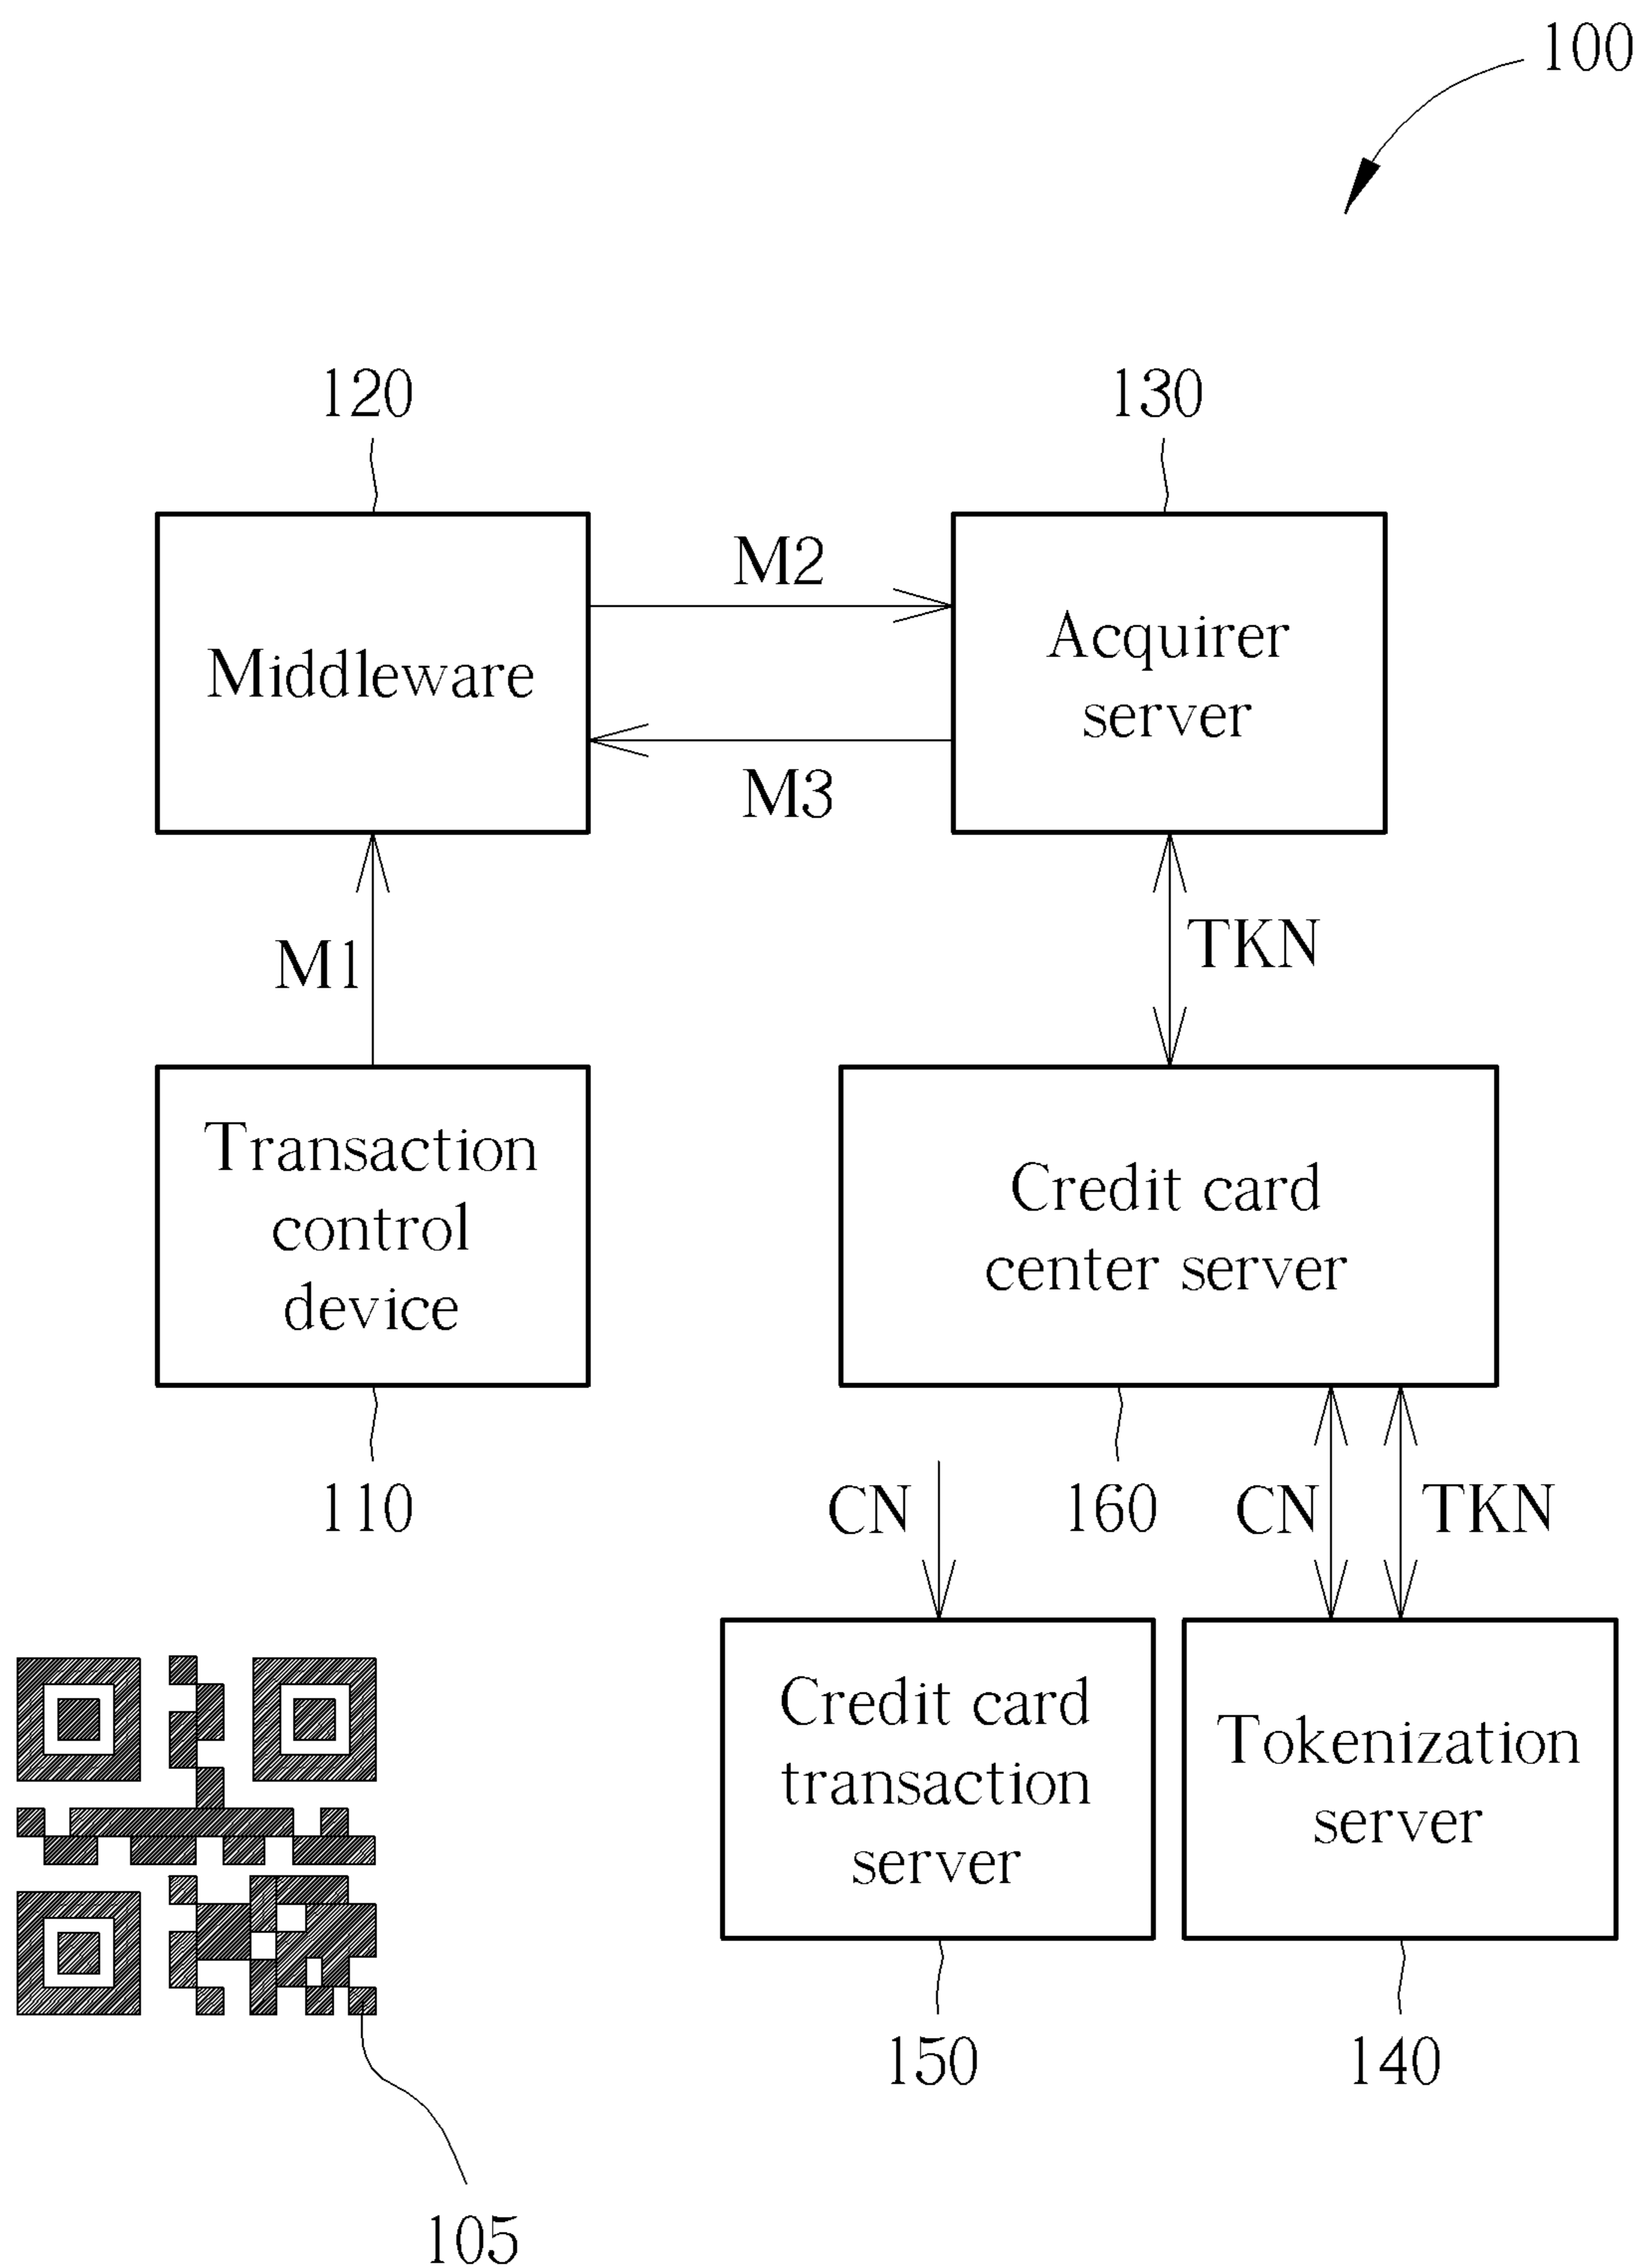 100
120
130
M2
Middleware
Acquirer
server
M3
M1
TKN
Transaction
control
device
Credit card
center server
110
CN
160
CN
TKN
Credit card
transaction
server
Tokenization
server
150
140
105